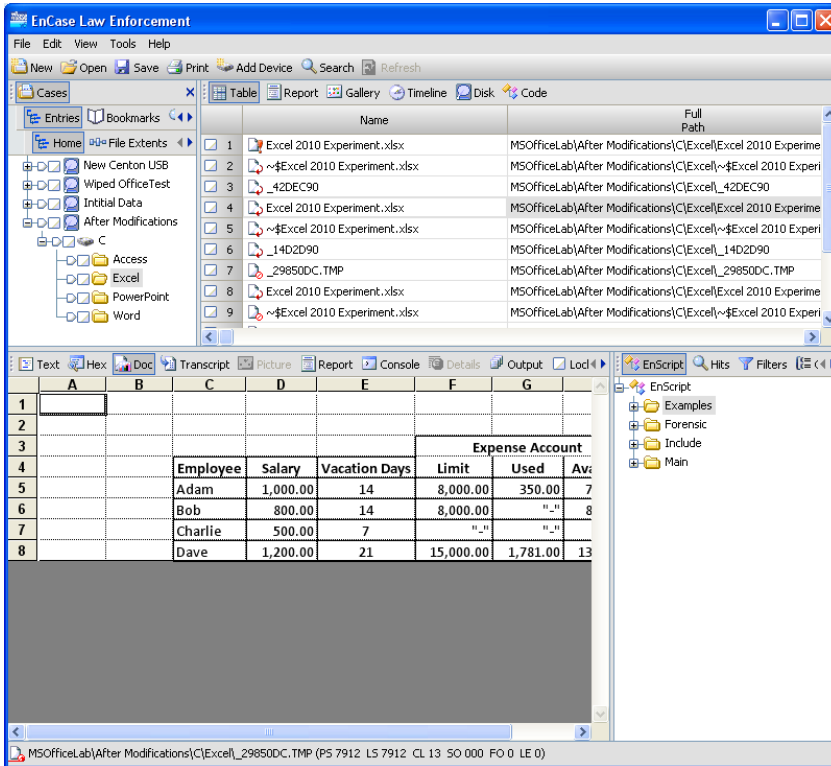 EnCase Law Enforcement
File Edit View Tools Help
New Open Save Print Add Device Search Refresh
Cases
Table Report Gallery Timeline Disk Code
Entries Bookmarks
Home File Extents
New Centon USB
Wiped OfficeTest
Intitial Data
After Modifications
C
Access
Excel
PowerPoint
Word
Name Full
Path
1 Excel 2010 Experiment.xlsx MSOfficeLab\After Modifications\C\Excel\Excel 2010 Experime
2 ~$Excel 2010 Experiment.xlsx MSOfficeLab\After Modifications\C\Excel\~$Excel 2010 Experi
3 _42DEC90 MSOfficeLab\After Modifications\C\Excel\_42DEC90
4 Excel 2010 Experiment.xlsx MSOfficeLab\After Modifications\C\Excel\Excel 2010 Experime
5 ~$Excel 2010 Experiment.xlsx MSOfficeLab\After Modifications\C\Excel\~$Excel 2010 Experi
6 _14D2D90 MSOfficeLab\After Modifications\C\Excel\_14D2D90
7 _29850DC.TMP MSOfficeLab\After Modifications\C\Excel\_29850DC.TMP
8 Excel 2010 Experiment.xlsx MSOfficeLab\After Modifications\C\Excel\Excel 2010 Experime
9 ~$Excel 2010 Experiment.xlsx MSOfficeLab\After Modifications\C\Excel\~$Excel 2010 Experi
Text Hex Doc Transcript Picture Report Console Details Output Lock
EnScript Hits Filters
A B C D E F G
1
2
3 Expense Account
4 Employee Salary Vacation Days Limit Used Ava
5 Adam 1,000.00 14 8,000.00 350.00 7
6 Bob 800.00 14 8,000.00 "-" 8
7 Charlie 500.00 7 "-" "-"
8 Dave 1,200.00 21 15,000.00 1,781.00 13
EnScript
Examples
Forensic
Include
Main
MSOfficeLab\After Modifications\C\Excel\_29850DC.TMP (PS 7912 LS 7912 CL 13 SO 000 FO 0 LE 0)